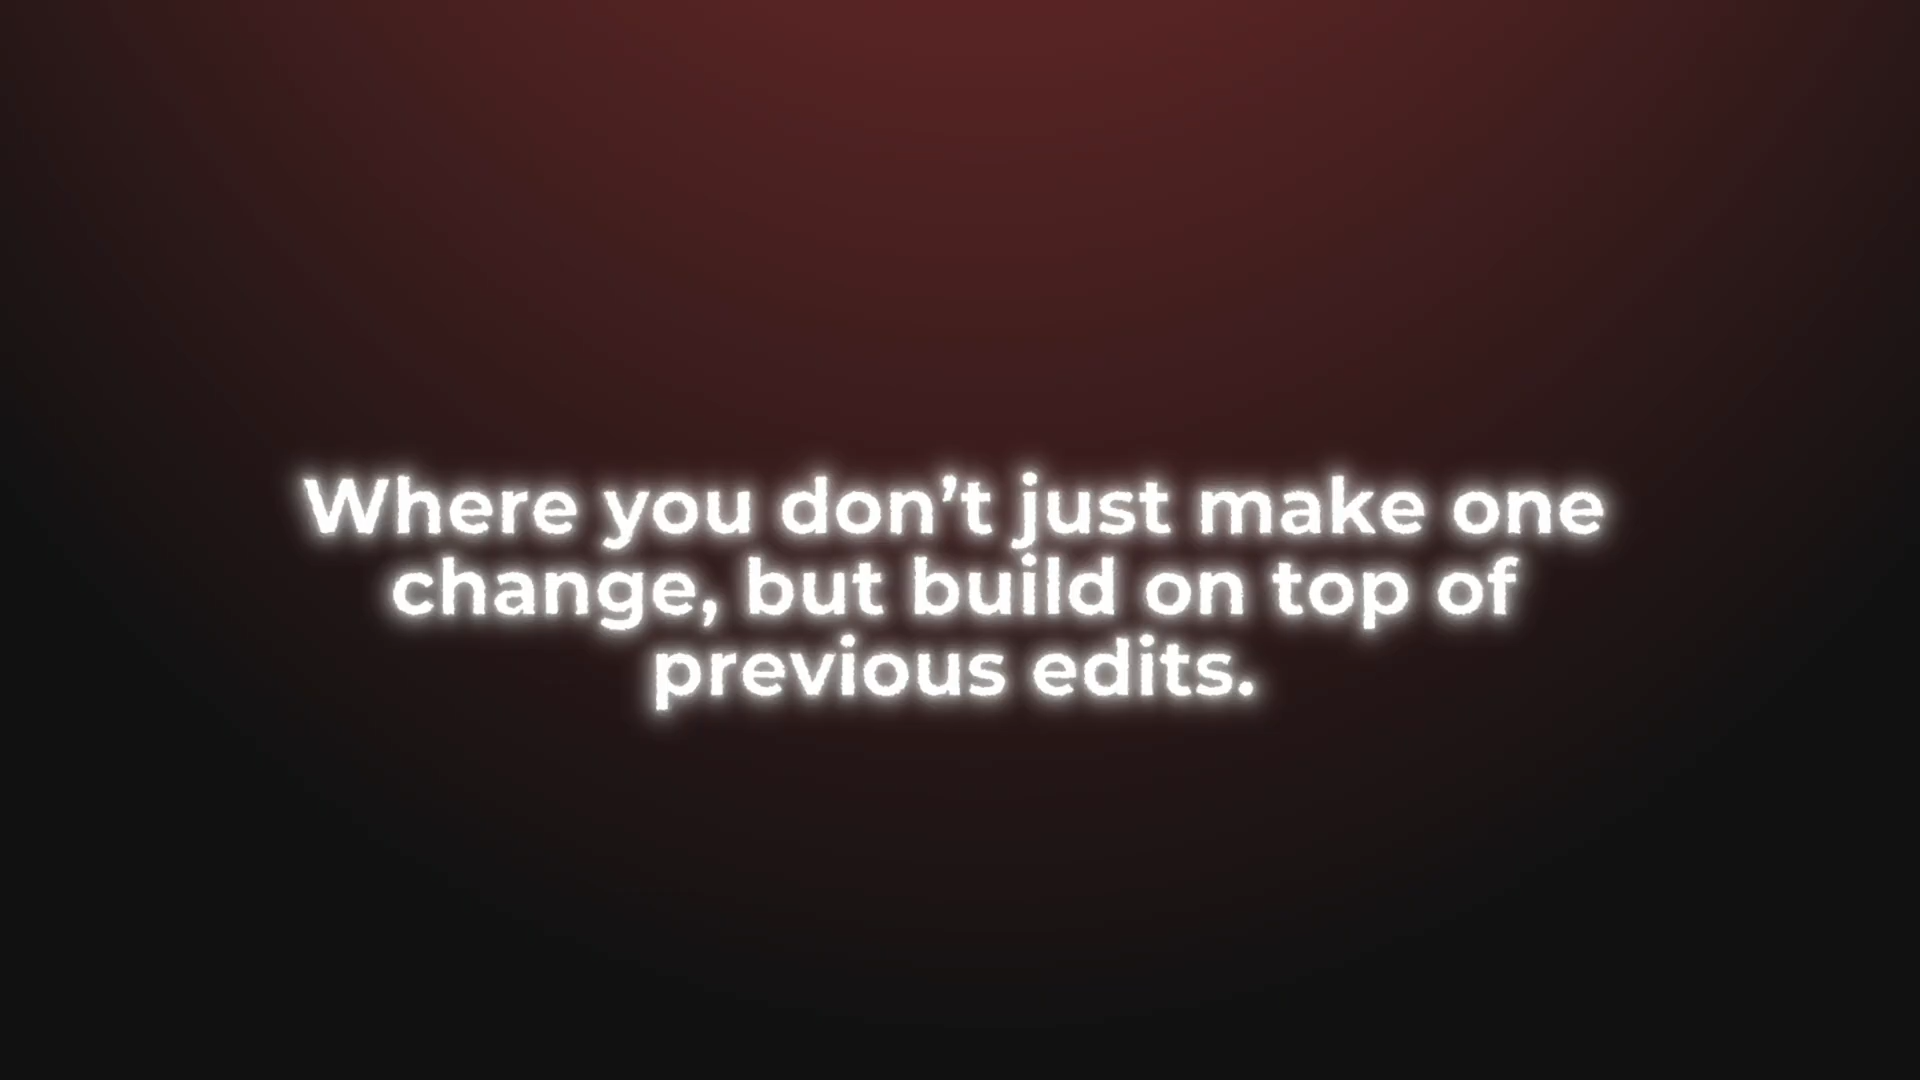 Where you don’t just make one
change, but build on top of
previous edits.